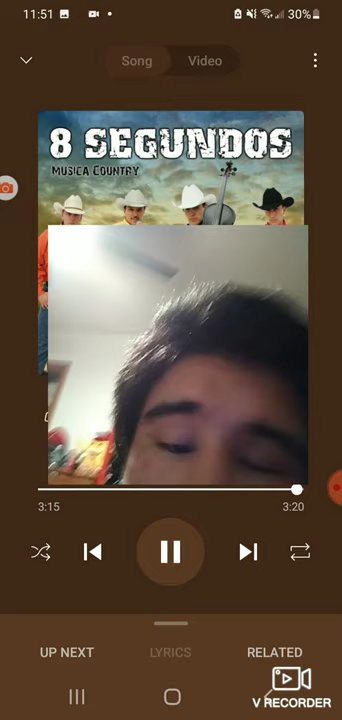 11:51
30%
Song
Video
8 SEGUNDOS
MUSICA COUNTRY
3:15
3:20
UP NEXT
LYRICS
RELATED
V RECORDER